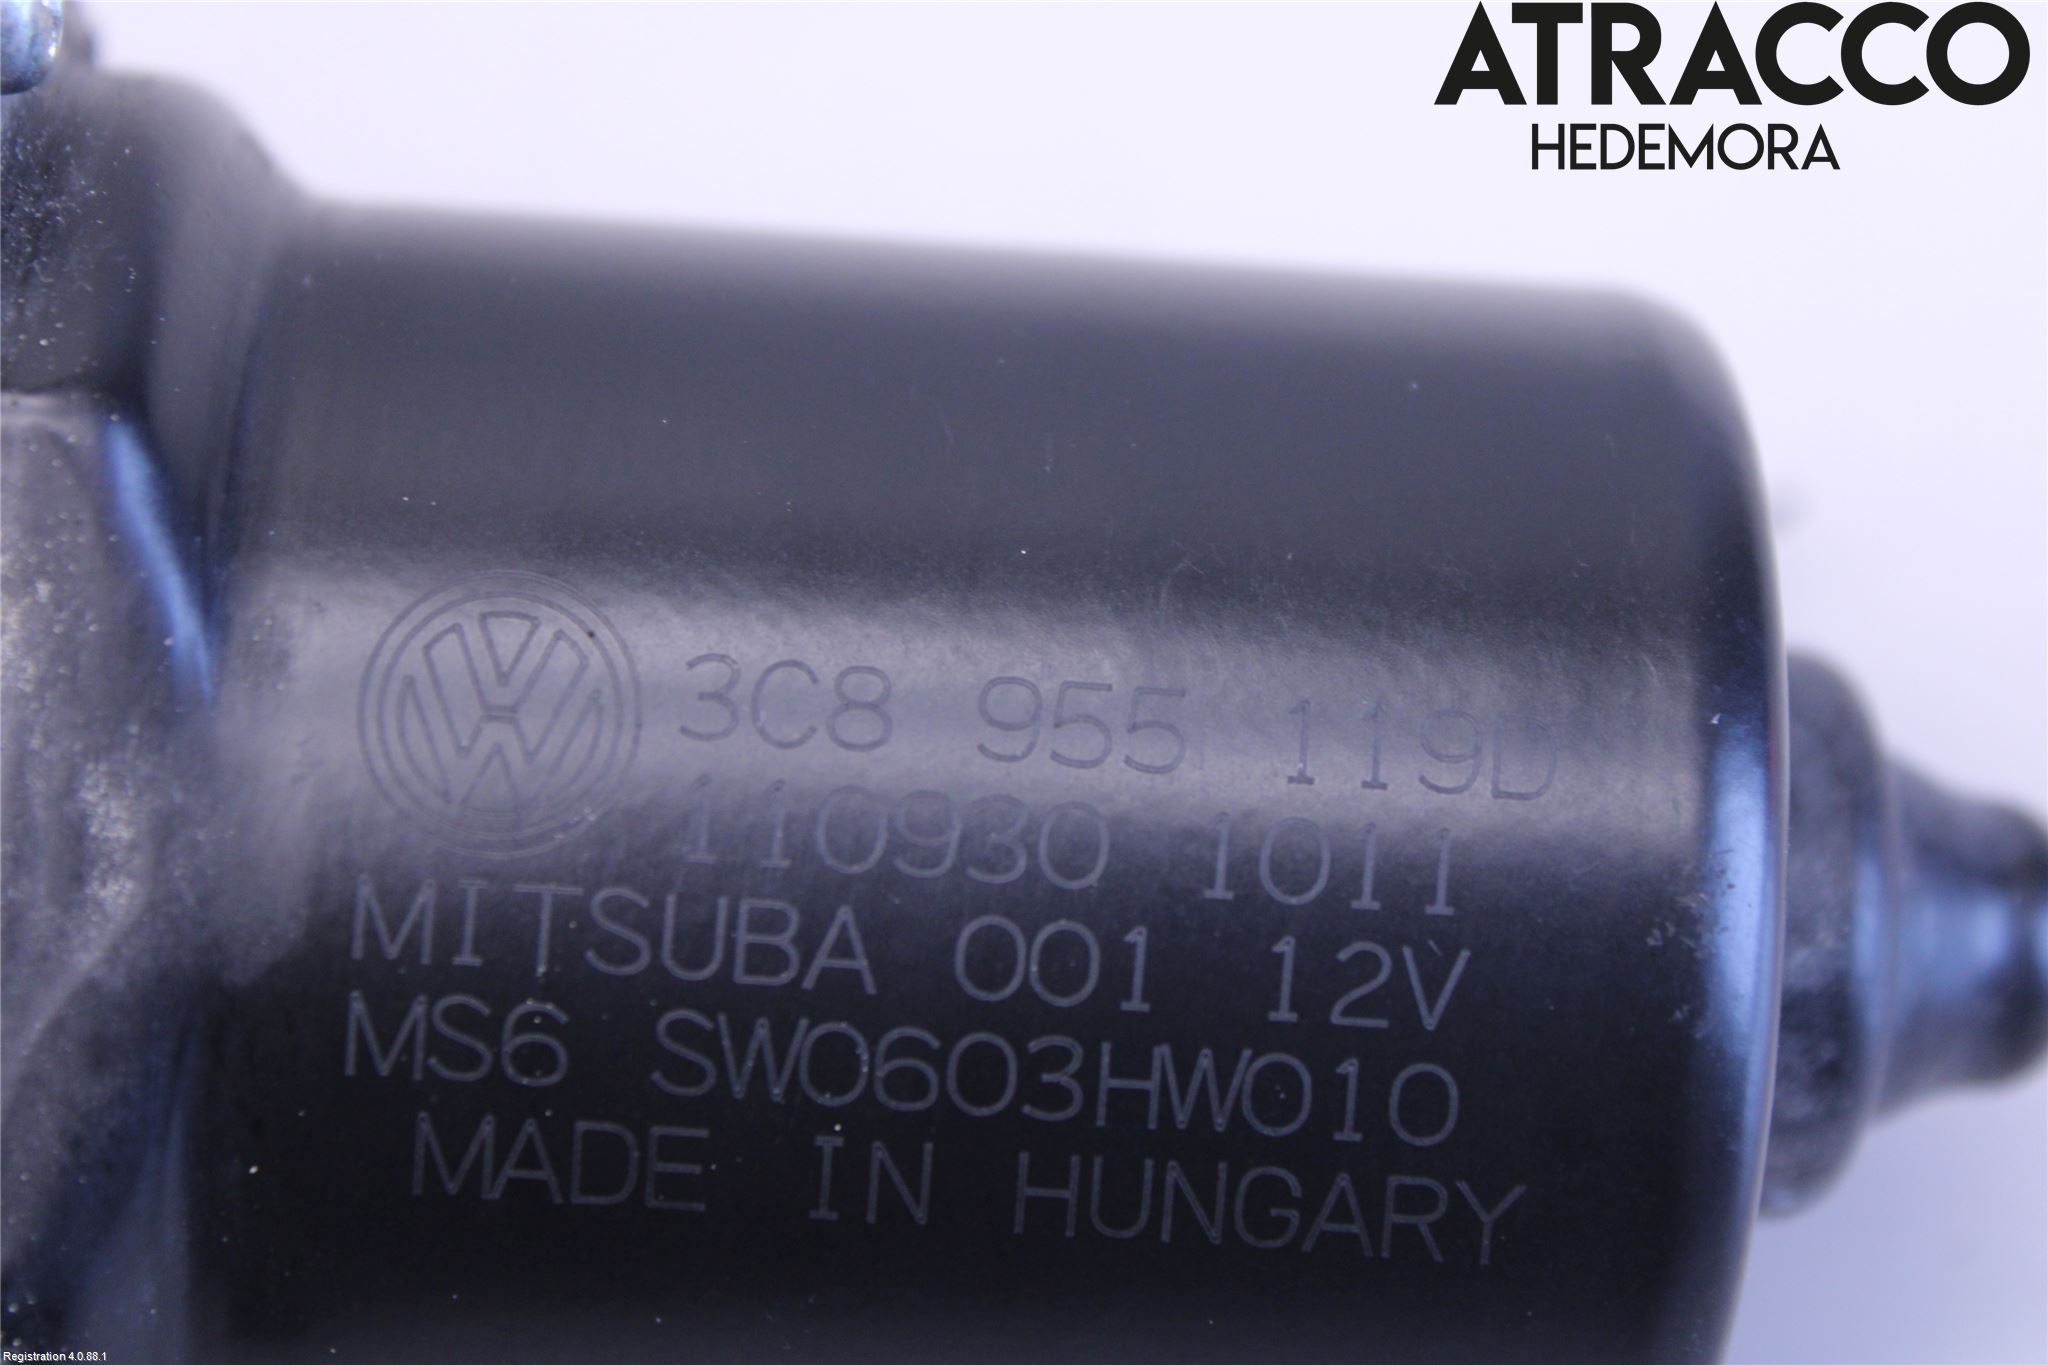 ATRACCO
HEDEMORA
3C8 955 119D
110930 1011
MITSUBA 001 12V
MS6 SW0603HW010
MADE IN HUNGARY
Registration 4.0.88.1